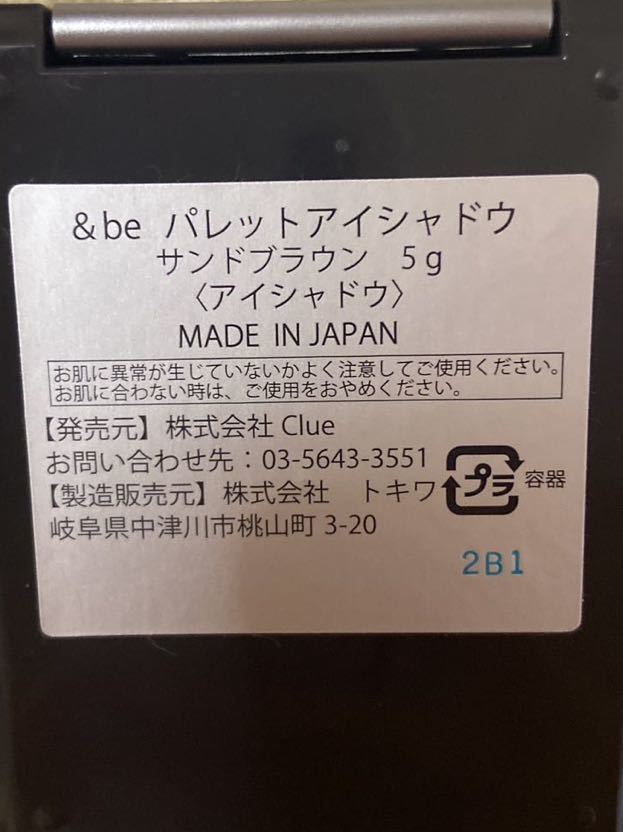 &be パレットアイシャドウ
サンドブラウン 5g
〈アイシャドウ〉
MADE IN JAPAN
お肌に異常が生じていないかよく注意してご使用ください。
お肌に合わない時は、ご使用をおやめください。
【発売元】株式会社 Clue
お問い合わせ先：03-5643-3551
【製造販売元】株式会社 トキワ
岐阜県中津川市桃山町 3-20
プラ 容器
2B1